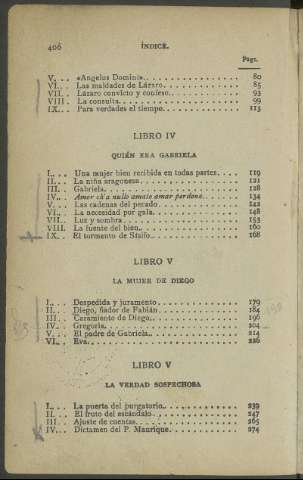 406 ÍNDICE.
Págs.
V. . . «Angelus Domini». . . . . . . . . . . . . . . . 80
VI. . . Las maldades de Lázaro. . . . . . . . . . . . 85
VII. . Lázaro convicto y confeso. . . . . . . . . . . 93
VIII . La consulta. . . . . . . . . . . . . . . . . . . 99
IX. . . Para verdades el tiempo. . . . . . . . . . . . 113
LIBRO IV
QUIÉN ERA GABRIELA
I. . . . Una mujer bien recibida en todas partes. . . . 119
II. . . La niña aragonesa. . . . . . . . . . . . . . . 121
III. . Gabriela. . . . . . . . . . . . . . . . . . . . 128
IV. . . Amor ch'a nullo amato amar perdona. . . . . . 134
V. . . Las cadenas del pecado. . . . . . . . . . . . . 142
VI. . . La necesidad por gala. . . . . . . . . . . . . 148
VII. . Luz y sombra. . . . . . . . . . . . . . . . . . 153
VIII. La fuente del bien. . . . . . . . . . . . . . . 160
IX. . El tormento de Sísifo. . . . . . . . . . . . . . 168
LIBRO V
LA MUJER DE DIEGO
I. . . . Despedida y juramento. . . . . . . . . . . . . 179
II. . . Diego, fiador de Fabián. . . . . . . . . . . . 184
III. . Casamiento de Diego. . . . . . . . . . . . . . . 196
IV. . . Gregoria. . . . . . . . . . . . . . . . . . . . 204
V. . . El padre de Gabriela. . . . . . . . . . . . . . 214
VI. . . Eva. . . . . . . . . . . . . . . . . . . . . . 226
LIBRO V
LA VERDAD SOSPECHOSA
I. . . . La puerta del purgatorio. . . . . . . . . . . . 239
II. . . El fruto del escándalo. . . . . . . . . . . . . 247
III . Ajuste de cuentas. . . . . . . . . . . . . . . . 265
IV. . . Dictamen del P. Manrique. . . . . . . . . . . . 274